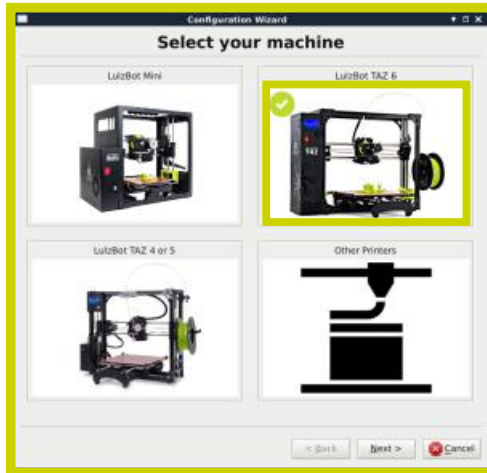 Configuration Wizard
Select your machine
LulzBot Mini
LulzBot TAZ 6
TAZ
LulzBot TAZ 4 or 5
Other Printers
< Back
Next >
Cancel